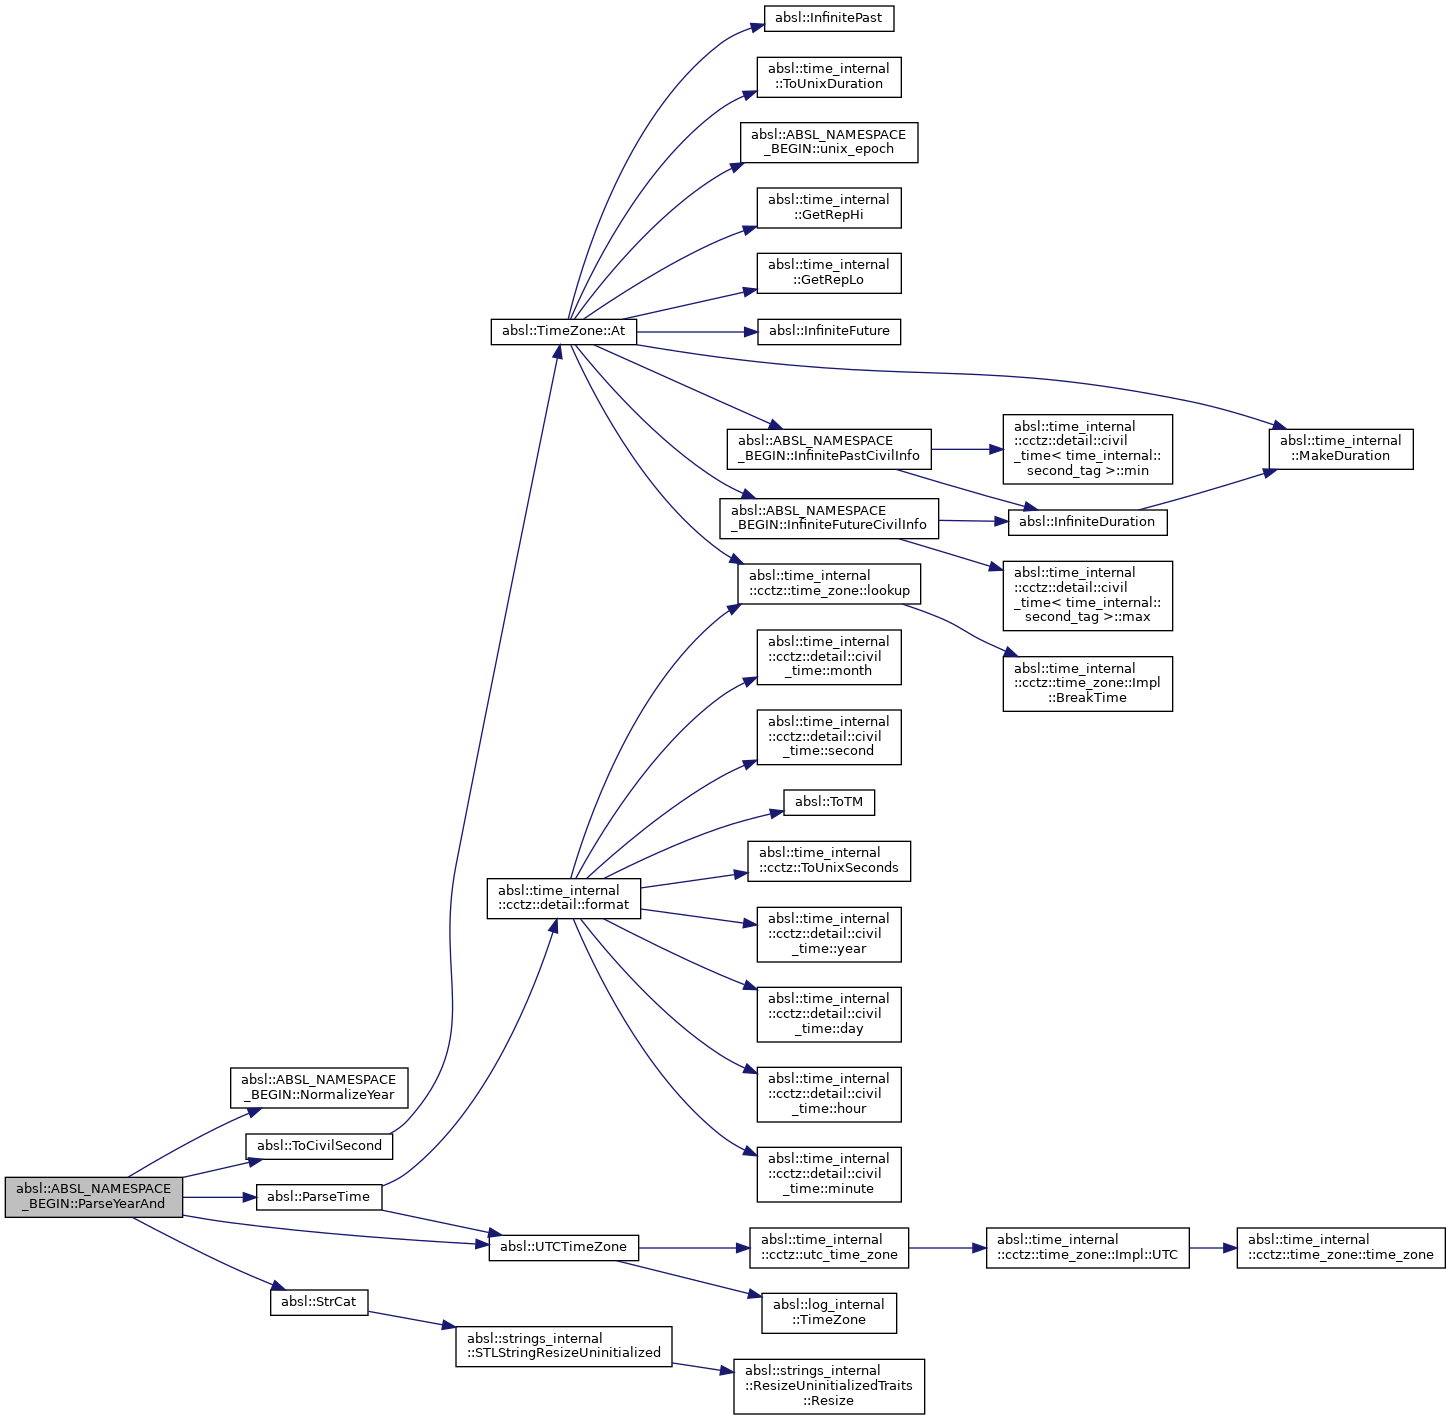 absl::InfinitePast
absl::time_internal
::ToUnixDuration
absl::ABSL_NAMESPACE
_BEGIN::unix_epoch
absl::time_internal
::GetRepHi
absl::time_internal
::GetRepLo
absl::TimeZone::At
absl::InfiniteFuture
absl::ABSL_NAMESPACE
_BEGIN::InfinitePastCivilInfo
absl::time_internal
::cctz::detail::civil
_time< time_internal::
second_tag >::min
absl::time_internal
::MakeDuration
absl::ABSL_NAMESPACE
_BEGIN::InfiniteFutureCivilInfo
absl::InfiniteDuration
absl::time_internal
::cctz::time_zone::lookup
absl::time_internal
::cctz::detail::civil
_time< time_internal::
second_tag >::max
absl::time_internal
::cctz::detail::civil
_time::month
absl::time_internal
::cctz::time_zone::Impl
::BreakTime
absl::time_internal
::cctz::detail::civil
_time::second
absl::ToTM
absl::time_internal
::cctz::ToUnixSeconds
absl::time_internal
::cctz::detail::format
absl::time_internal
::cctz::detail::civil
_time::year
absl::time_internal
::cctz::detail::civil
_time::day
absl::time_internal
::cctz::detail::civil
_time::hour
absl::ABSL_NAMESPACE
_BEGIN::NormalizeYear
absl::ToCivilSecond
absl::time_internal
::cctz::detail::civil
_time::minute
absl::ABSL_NAMESPACE
_BEGIN::ParseYearAnd
absl::ParseTime
absl::UTCTimeZone
absl::time_internal
::cctz::utc_time_zone
absl::time_internal
::cctz::time_zone::Impl::UTC
absl::time_internal
::cctz::time_zone::time_zone
absl::StrCat
absl::log_internal
::TimeZone
absl::strings_internal
::STLStringResizeUninitialized
absl::strings_internal
::ResizeUninitializedTraits
::Resize